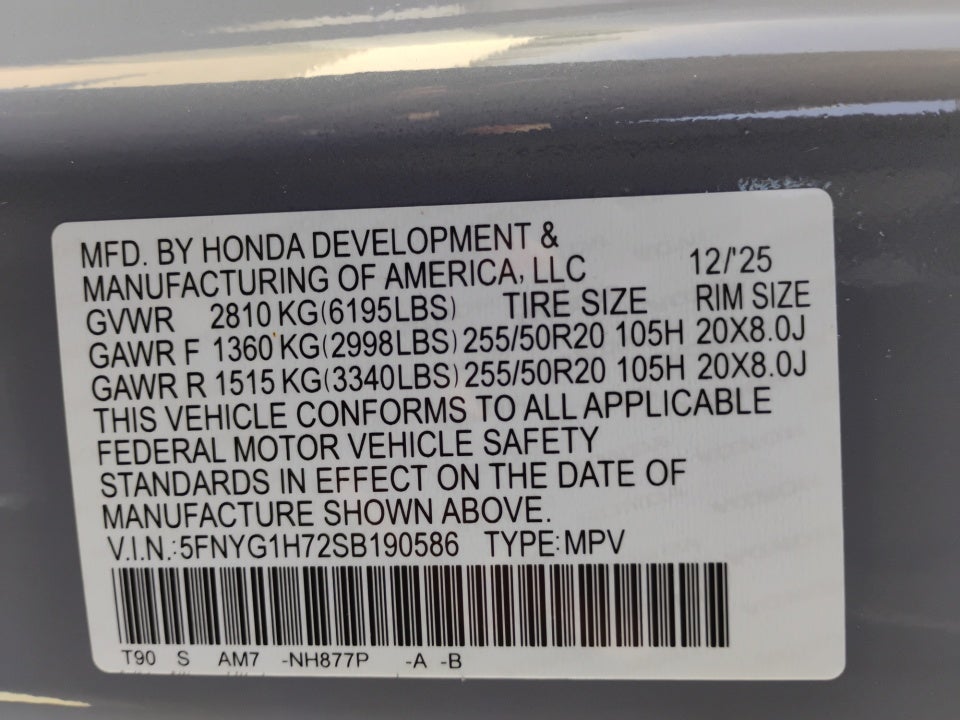 MFD. BY HONDA DEVELOPMENT &
MANUFACTURING OF AMERICA, LLC 12/'25
GVWR 2810 KG(6195LBS) TIRE SIZE RIM SIZE
GAWR F 1360 KG(2998LBS) 255/50R20 105H 20X8.0J
GAWR R 1515 KG(3340LBS) 255/50R20 105H 20X8.0J
THIS VEHICLE CONFORMS TO ALL APPLICABLE
FEDERAL MOTOR VEHICLE SAFETY
STANDARDS IN EFFECT ON THE DATE OF
MANUFACTURE SHOWN ABOVE.
V.I.N.:5FNYG1H72SB190586 TYPE:MPV
T90 S AM7 -NH877P -A -B